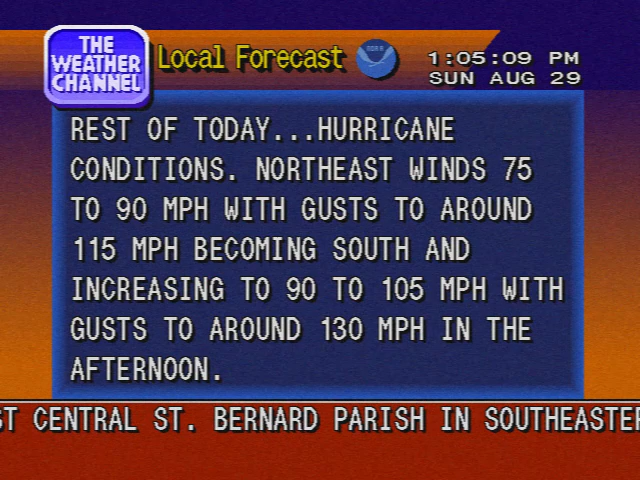 THE
WEATHER
CHANNEL
Local Forecast
NOAA
1:05:09 PM
SUN AUG 29
REST OF TODAY...HURRICANE
CONDITIONS. NORTHEAST WINDS 75
TO 90 MPH WITH GUSTS TO AROUND
115 MPH BECOMING SOUTH AND
INCREASING TO 90 TO 105 MPH WITH
GUSTS TO AROUND 130 MPH IN THE
AFTERNOON.
ST CENTRAL ST. BERNARD PARISH IN SOUTHEASTER